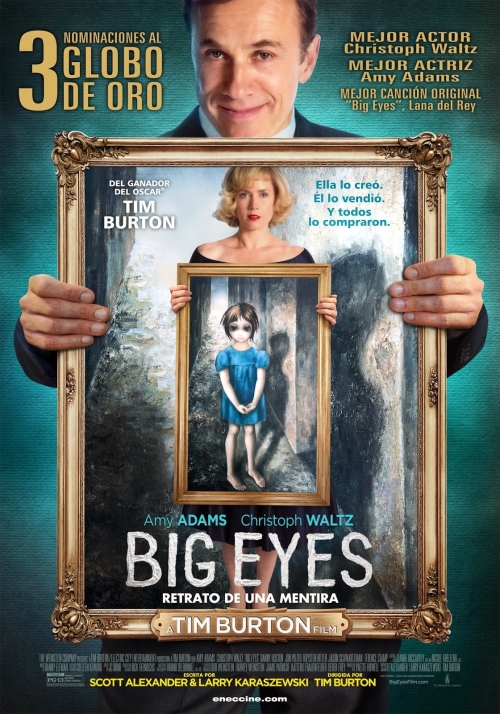 3
NOMINACIONES AL
GLOBO
DE ORO
MEJOR ACTOR
Christoph Waltz
MEJOR ACTRIZ
Amy Adams
MEJOR CANCIÓN ORIGINAL
"Big Eyes", Lana del Rey
DEL GANADOR
DEL OSCAR
TIM
BURTON
Ella lo creó.
Él lo vendió.
Y todos
lo compraron.
Amy ADAMS Christoph WALTZ
BIG EYES
RETRATO DE UNA MENTIRA
A TIM BURTON FILM
ESCRITA POR
SCOTT ALEXANDER & LARRY KARASZEWSKI
DIRIGIDA POR
TIM BURTON
BigEyesFilm.com
PG-13
eneccine.com